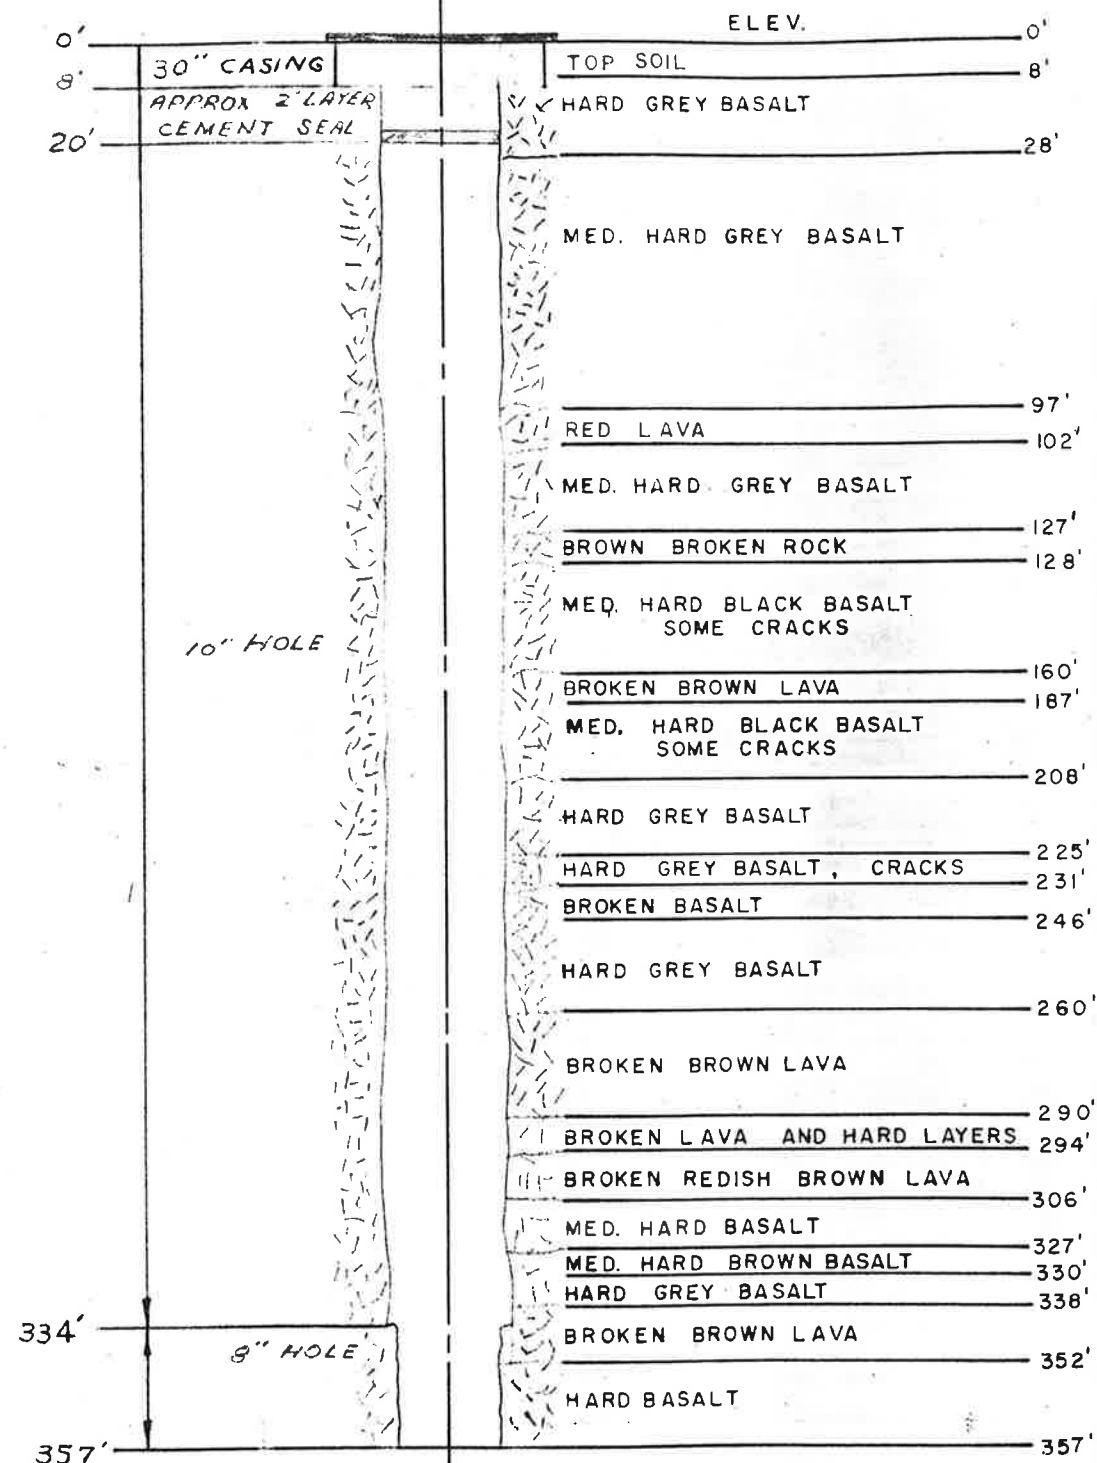 ELEV.
0'
0'
30" CASING
TOP SOIL
8'
8'
APPROX 2' LAYER
HARD GREY BASALT
CEMENT SEAL
20'
28'
MED. HARD GREY BASALT
97'
RED LAVA
102'
MED. HARD GREY BASALT
127'
BROWN BROKEN ROCK
128'
MED. HARD BLACK BASALT
SOME CRACKS
10" HOLE
160'
BROKEN BROWN LAVA
187'
MED. HARD BLACK BASALT
SOME CRACKS
208'
HARD GREY BASALT
225'
HARD GREY BASALT, CRACKS
231'
BROKEN BASALT
246'
HARD GREY BASALT
260'
BROKEN BROWN LAVA
290'
BROKEN LAVA AND HARD LAYERS
294'
BROKEN REDISH BROWN LAVA
306'
MED. HARD BASALT
327'
MED. HARD BROWN BASALT
330'
HARD GREY BASALT
338'
334'
BROKEN BROWN LAVA
8" HOLE
352'
HARD BASALT
357'
357'